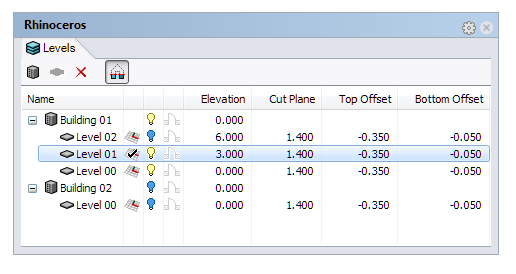 Rhinoceros
Levels
Name Elevation Cut Plane Top Offset Bottom Offset
Building 01 0.000
Level 02 6.000 1.400 -0.350 -0.050
Level 01 3.000 1.400 -0.350 -0.050
Level 00 0.000 1.400 -0.350 -0.050
Building 02 0.000
Level 00 0.000 1.400 -0.350 -0.050